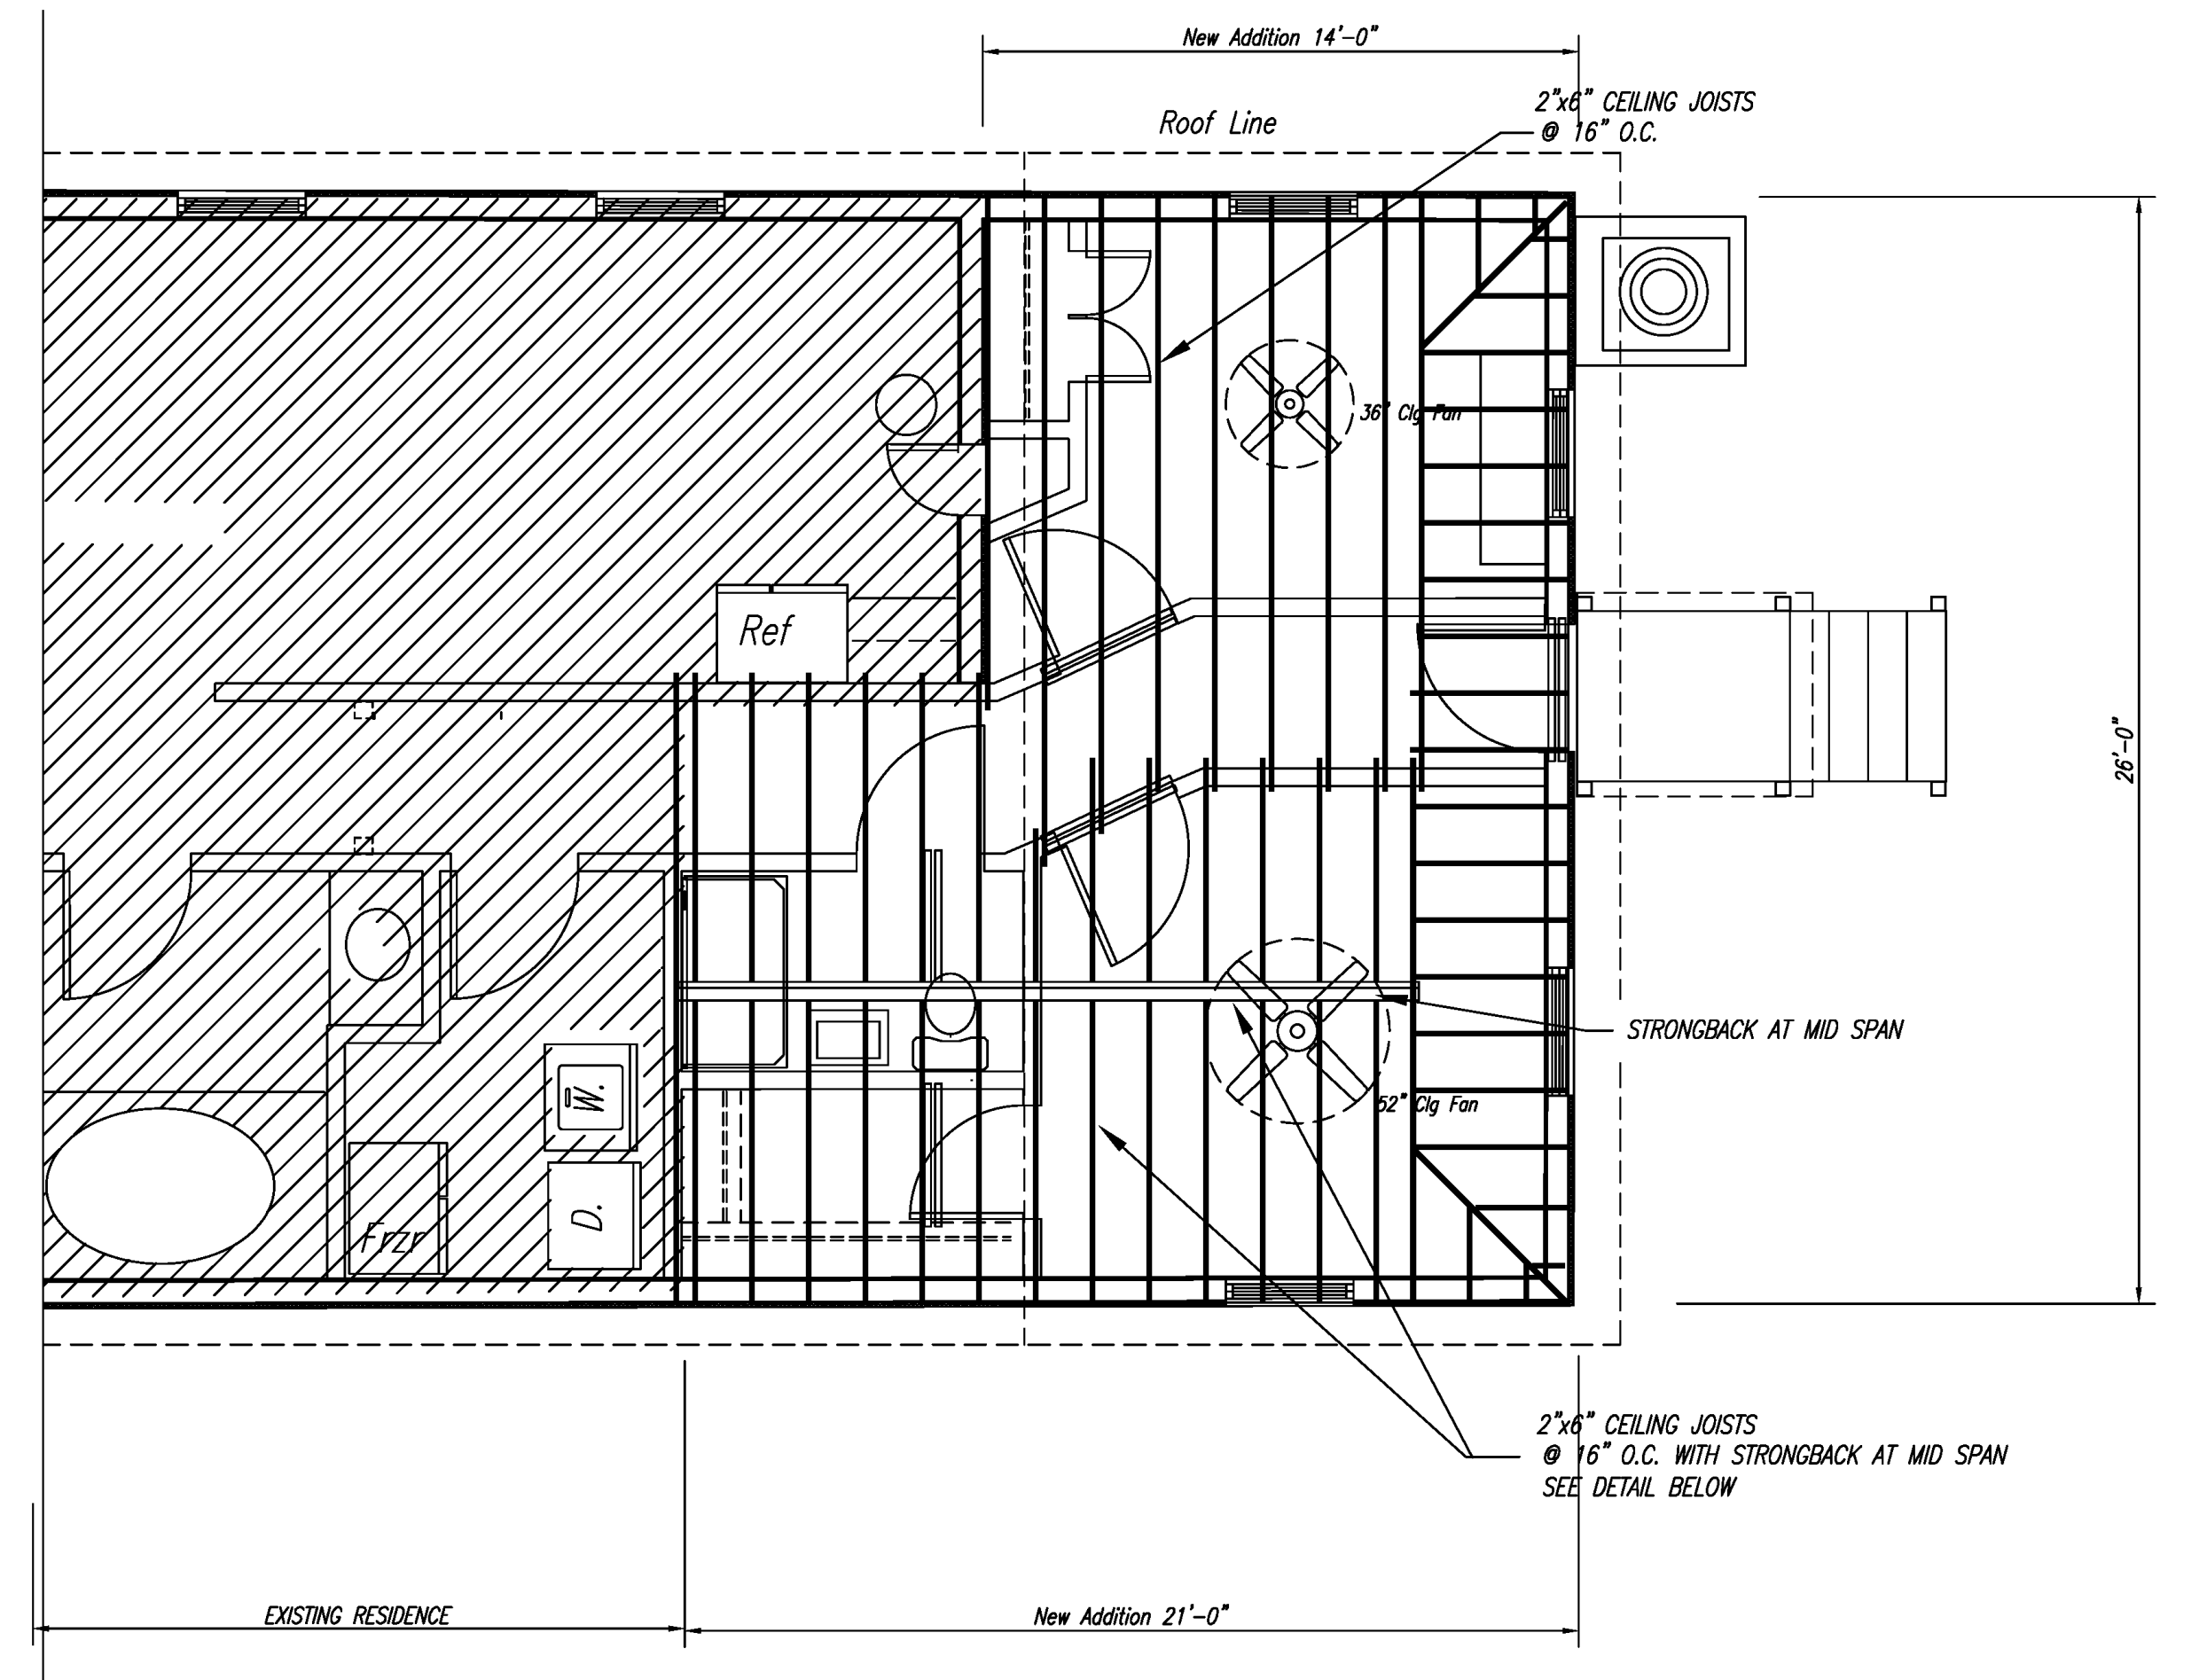 New Addition 14'-0"
2"x6" CEILING JOISTS
@ 16" O.C.
Roof Line
36" Clg Fan
Ref
26'-0"
STRONGBACK AT MID SPAN
W.
52" Clg Fan
D.
Frzr
2"x6" CEILING JOISTS
@ 16" O.C. WITH STRONGBACK AT MID SPAN
SEE DETAIL BELOW
EXISTING RESIDENCE
New Addition 21'-0"